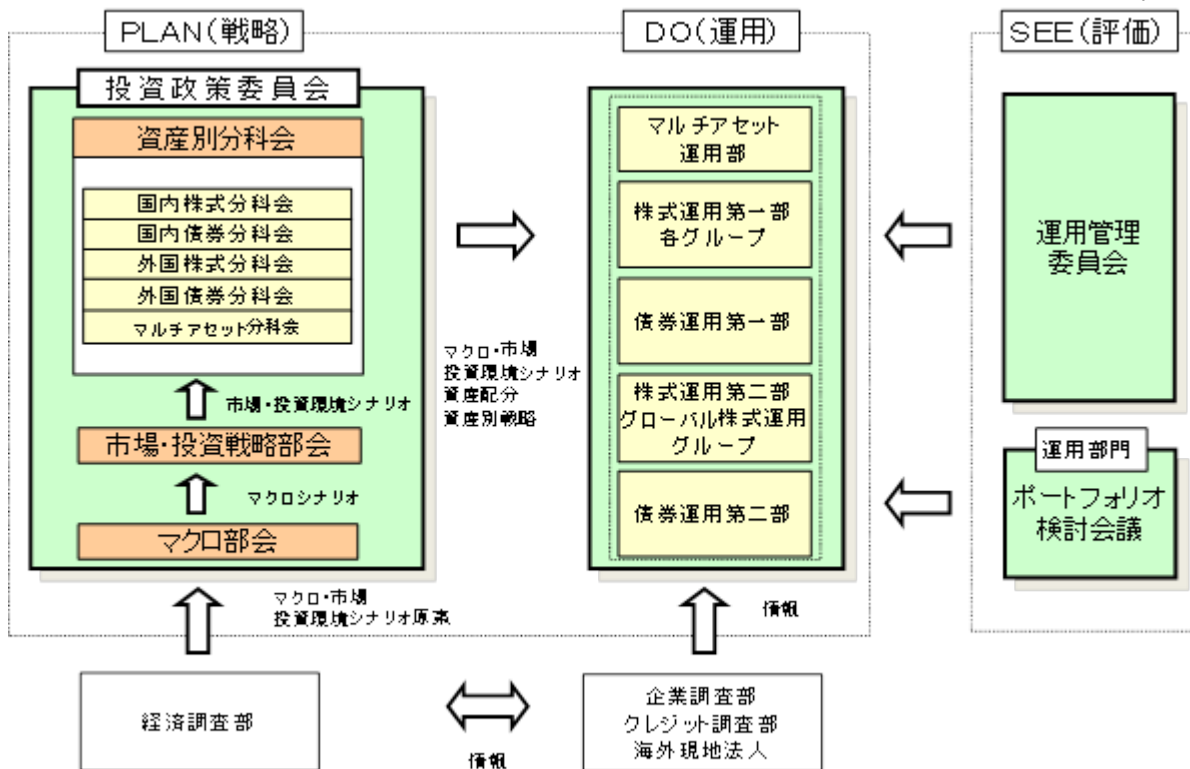 PLAN(戦略)
投資政策委員会
資産別分科会
国内株式分科会
国内債券分科会
外国株式分科会
外国債券分科会
マルチアセット分科会
市場・投資環境シナリオ
市場・投資戦略部会
マクロシナリオ
マクロ部会
マクロ・市場
投資環境シナリオ原案
経済調査部
マクロ・市場
投資環境シナリオ
資産配分
資産別戦略
情報
DO(運用)
マルチアセット
運用部
株式運用第一部
各グループ
債券運用第一部
株式運用第二部
グローバル株式運用
グループ
債券運用第二部
情報
企業調査部
クレジット調査部
海外現地法人
SEE(評価)
運用管理
委員会
運用部門
ポートフォリオ
検討会議